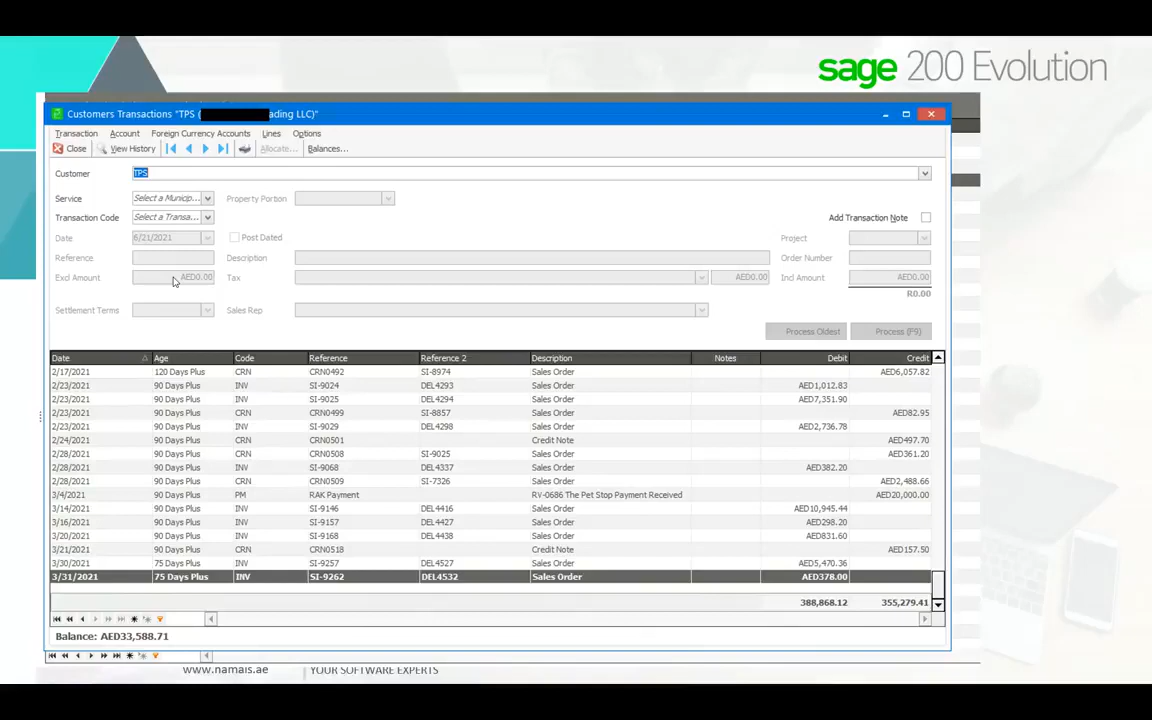 sage 200 Evolution
Customers Transactions "TPS ( ading LLC)"
Transaction Account Foreign Currency Accounts Lines Options
Close View History Allocate... Balances...
Customer TPS
Service Select a Municip... Property Portion
Transaction Code Select a Transa... Add Transaction Note
Date 6/21/2021 Post Dated Project
Reference Description Order Number
Excl Amount AED0.00 Tax AED0.00 Incl Amount AED0.00
R0.00
Settlement Terms Sales Rep
Process Oldest Process (F9)
Date Age Code Reference Reference 2 Description Notes Debit Credit
2/17/2021 120 Days Plus CRN CRN0492 SI-8974 Sales Order AED6,057.82
2/23/2021 90 Days Plus INV SI-9024 DEL4293 Sales Order AED1,012.83
2/23/2021 90 Days Plus INV SI-9025 DEL4294 Sales Order AED7,351.90
2/23/2021 90 Days Plus CRN CRN0499 SI-8857 Sales Order AED82.95
2/23/2021 90 Days Plus INV SI-9029 DEL4298 Sales Order AED2,736.78
2/24/2021 90 Days Plus CRN CRN0501 Credit Note AED497.70
2/28/2021 90 Days Plus CRN CRN0508 SI-9025 Sales Order AED361.20
2/28/2021 90 Days Plus INV SI-9068 DEL4337 Sales Order AED382.20
2/28/2021 90 Days Plus CRN CRN0509 SI-7326 Sales Order AED2,488.66
3/4/2021 90 Days Plus PM RAK Payment RV-0686 The Pet Stop Payment Received AED20,000.00
3/14/2021 90 Days Plus INV SI-9146 DEL4416 Sales Order AED10,945.44
3/16/2021 90 Days Plus INV SI-9157 DEL4427 Sales Order AED298.20
3/20/2021 90 Days Plus INV SI-9168 DEL4438 Sales Order AED831.60
3/21/2021 90 Days Plus CRN CRN0518 Credit Note AED157.50
3/30/2021 75 Days Plus INV SI-9257 DEL4527 Sales Order AED5,470.36
3/31/2021 75 Days Plus INV SI-9262 DEL4532 Sales Order AED378.00
388,868.12 355,279.41
Balance: AED33,588.71
www.namais.ae YOUR SOFTWARE EXPERTS